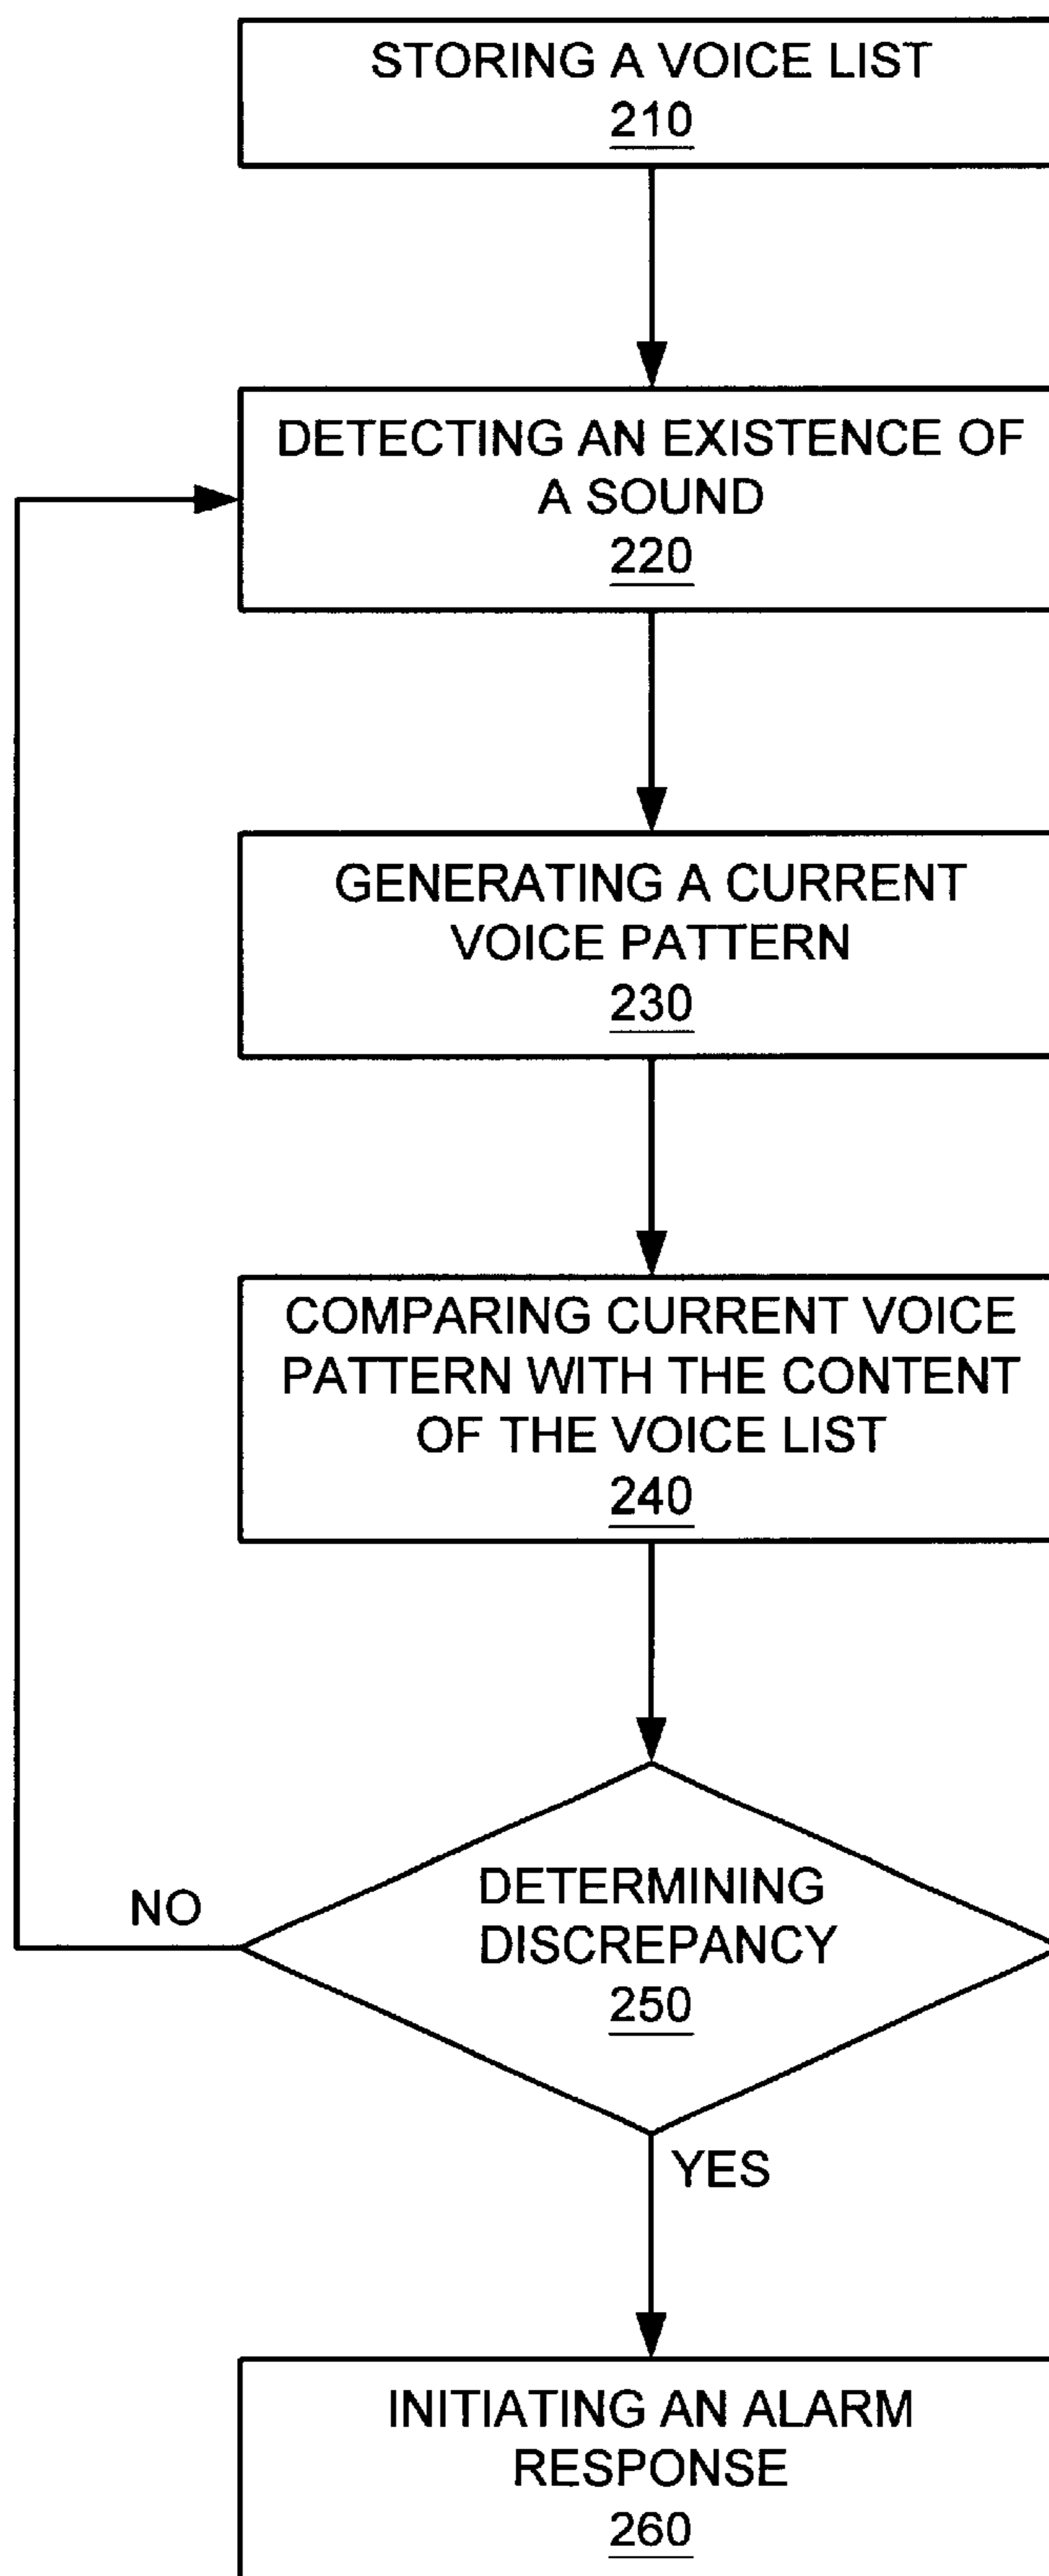 STORING A VOICE LIST
210
DETECTING AN EXISTENCE OF
A SOUND
220
GENERATING A CURRENT
VOICE PATTERN
230
COMPARING CURRENT VOICE
PATTERN WITH THE CONTENT
OF THE VOICE LIST
240
DETERMINING
DISCREPANCY
250
NO
YES
INITIATING AN ALARM
RESPONSE
260